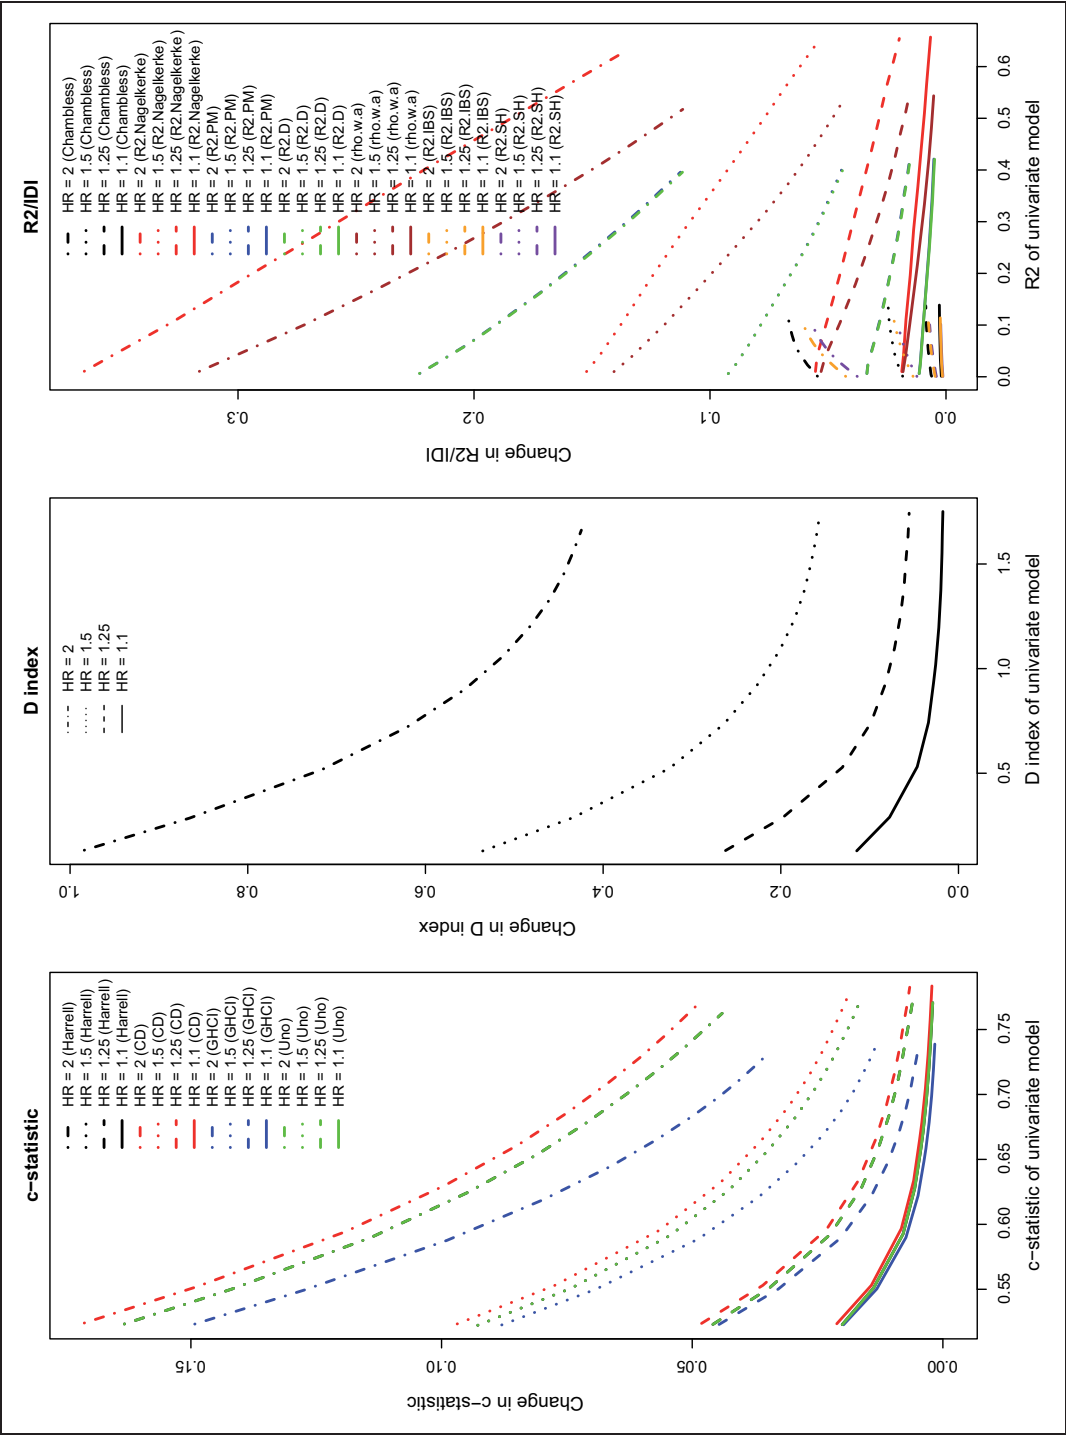 c−statistic
HR = 2 (Harrell)
HR = 1.5 (Harrell)
HR = 1.25 (Harrell)
HR = 1.1 (Harrell)
HR = 2 (CD)
HR = 1.5 (CD)
HR = 1.25 (CD)
HR = 1.1 (CD)
HR = 2 (GHCI)
HR = 1.5 (GHCI)
HR = 1.25 (GHCI)
HR = 1.1 (GHCI)
HR = 2 (Uno)
HR = 1.5 (Uno)
HR = 1.25 (Uno)
HR = 1.1 (Uno)
0.15
0.10
0.05
0.00
Change in c−statistic
0.55
0.60
0.65
0.70
0.75
c−statistic of univariate model
D index
HR = 2
HR = 1.5
HR = 1.25
HR = 1.1
1.0
0.8
0.6
0.4
0.2
0.0
Change in D index
0.5
1.0
1.5
D index of univariate model
R2/IDI
HR = 2 (Chambless)
HR = 1.5 (Chambless)
HR = 1.25 (Chambless)
HR = 1.1 (Chambless)
HR = 2 (R2.Nagelkerke)
HR = 1.5 (R2.Nagelkerke)
HR = 1.25 (R2.Nagelkerke)
HR = 1.1 (R2.Nagelkerke)
HR = 2 (R2.PM)
HR = 1.5 (R2.PM)
HR = 1.25 (R2.PM)
HR = 1.1 (R2.PM)
HR = 2 (R2.D)
HR = 1.5 (R2.D)
HR = 1.25 (R2.D)
HR = 1.1 (R2.D)
HR = 2 (rho.w.a)
HR = 1.5 (rho.w.a)
HR = 1.25 (rho.w.a)
HR = 1.1 (rho.w.a)
HR = 2 (R2.IBS)
HR = 1.5 (R2.IBS)
HR = 1.25 (R2.IBS)
HR = 1.1 (R2.IBS)
HR = 2 (R2.SH)
HR = 1.5 (R2.SH)
HR = 1.25 (R2.SH)
HR = 1.1 (R2.SH)
0.3
0.2
0.1
0.0
Change in R2/IDI
0.0
0.1
0.2
0.3
0.4
0.5
0.6
R2 of univariate model